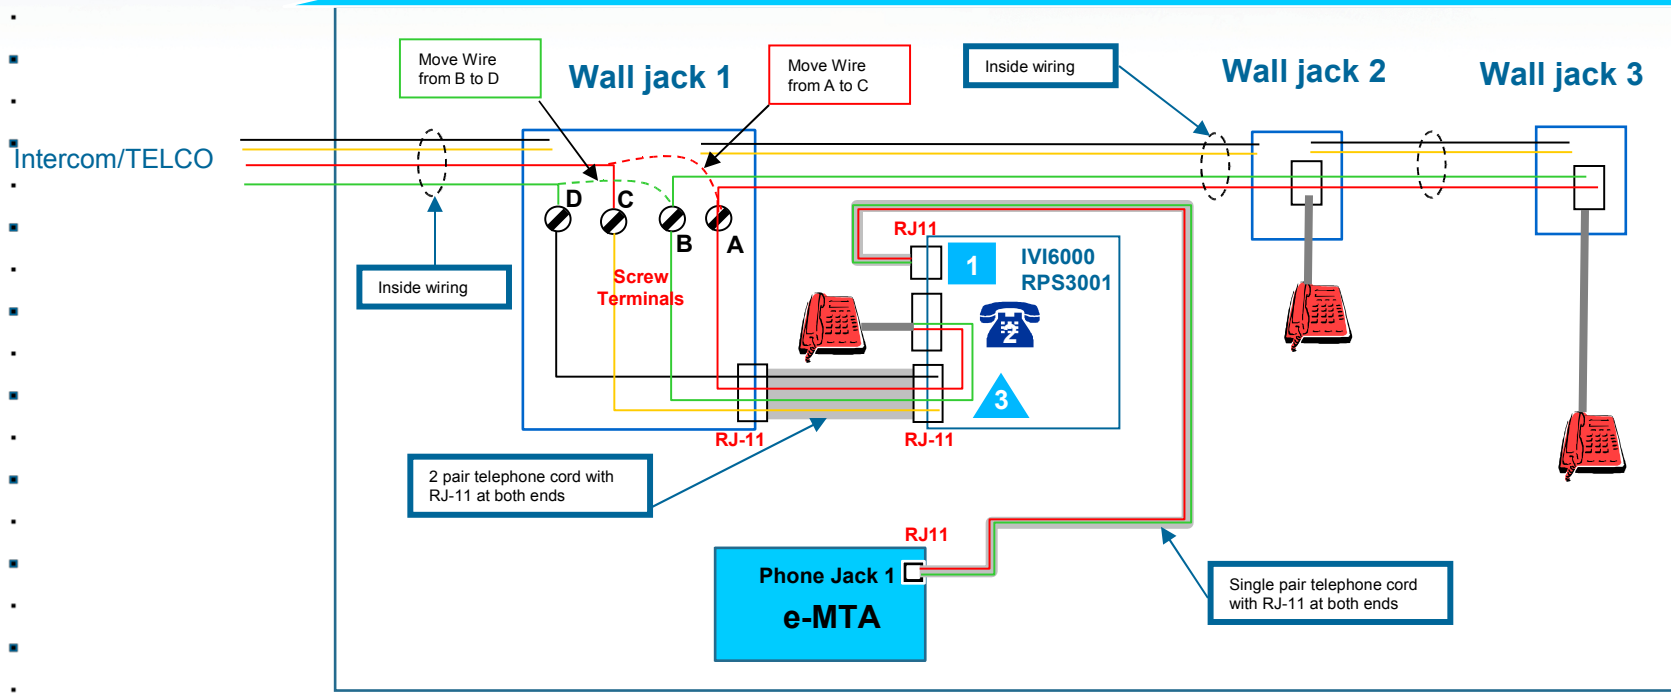 Move Wire
from B to D
Wall jack 1
Move Wire
from A to C
Inside wiring
Wall jack 2
Wall jack 3
Intercom/TELCO
D
C
B
A
Inside wiring
Screw
Terminals
RJ11
1
IVI6000
RPS3001
2
3
RJ-11
RJ-11
2 pair telephone cord with
RJ-11 at both ends
RJ11
Phone Jack 1
e-MTA
Single pair telephone cord
with RJ-11 at both ends